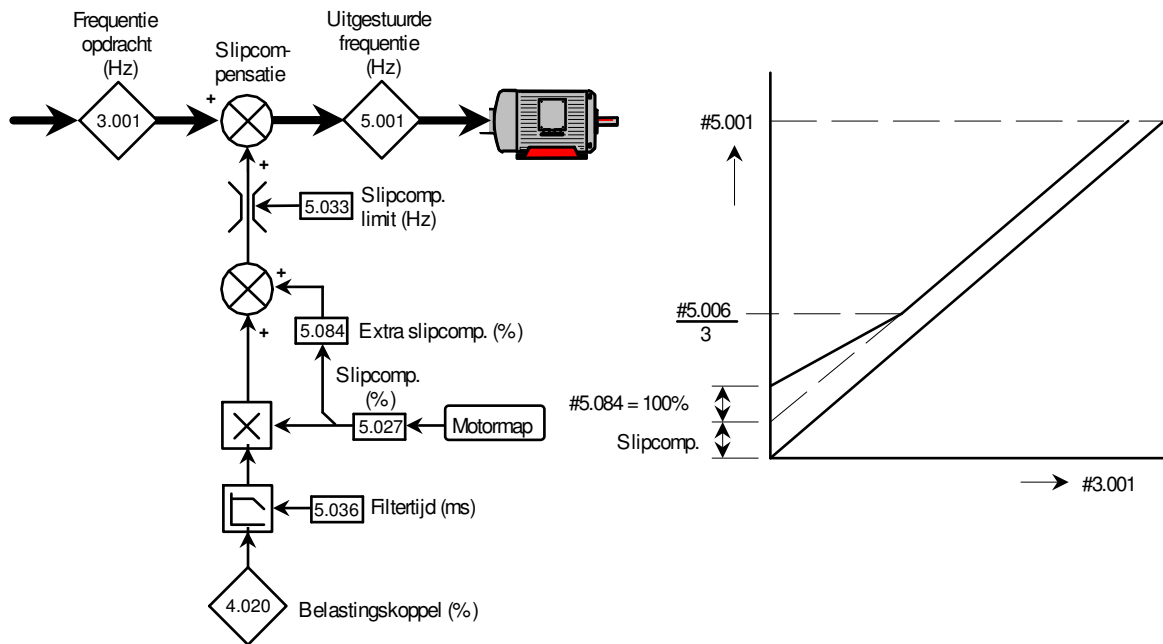 Frequentie
opdracht
(Hz)
Slipcom-
pensatie
Uitgestuurde
frequentie
(Hz)
+
3.001
5.001
+
5.033
Slipcomp.
limit (Hz)
+
5.084
Extra slipcomp. (%)
+
Slipcomp.
(%)
5.027
Motormap
5.036
Filtertijd (ms)
4.020
Belastingskoppel (%)
#5.001
#5.006
3
#5.084 = 100%
Slipcomp.
#3.001